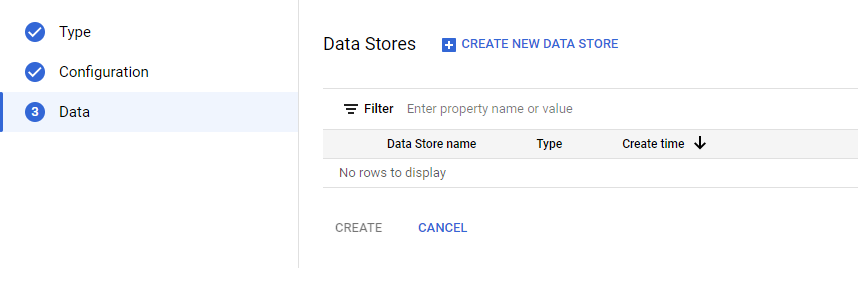 Type
Configuration
3 Data
Data Stores CREATE NEW DATA STORE
Filter Enter property name or value
Data Store name Type Create time
No rows to display
CREATE CANCEL